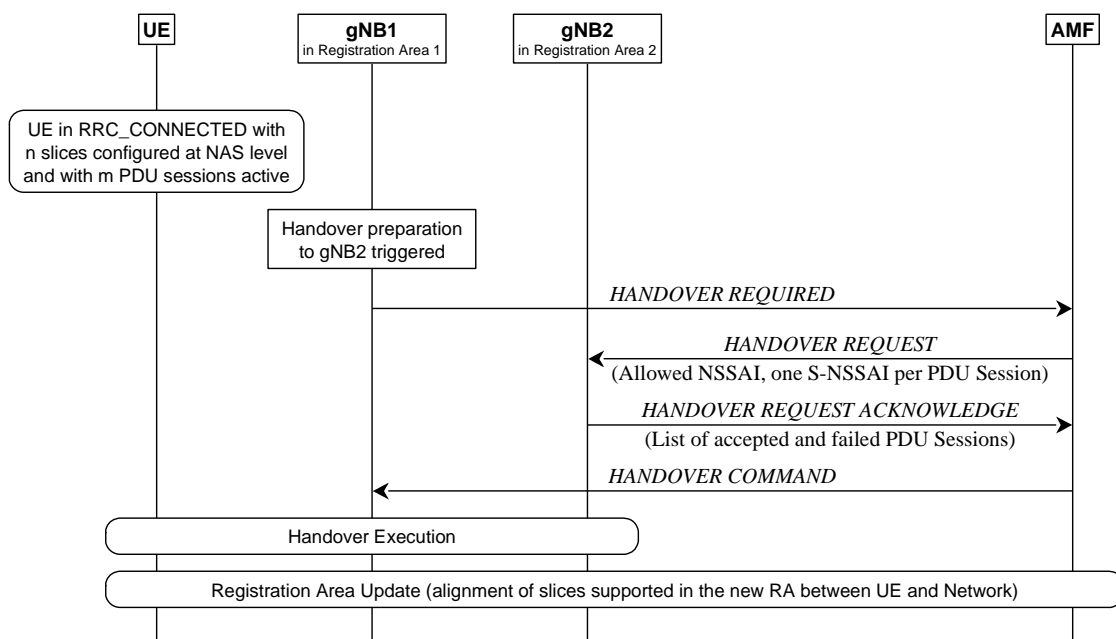 UE
gNB1
in Registration Area 1
gNB2
in Registration Area 2
AMF
UE in RRC_CONNECTED with
n slices configured at NAS level
and with m PDU sessions active
Handover preparation
to gNB2 triggered
HANDOVER REQUIRED
HANDOVER REQUEST
(Allowed NSSAI, one S-NSSAI per PDU Session)
HANDOVER REQUEST ACKNOWLEDGE
(List of accepted and failed PDU Sessions)
HANDOVER COMMAND
Handover Execution
Registration Area Update (alignment of slices supported in the new RA between UE and Network)